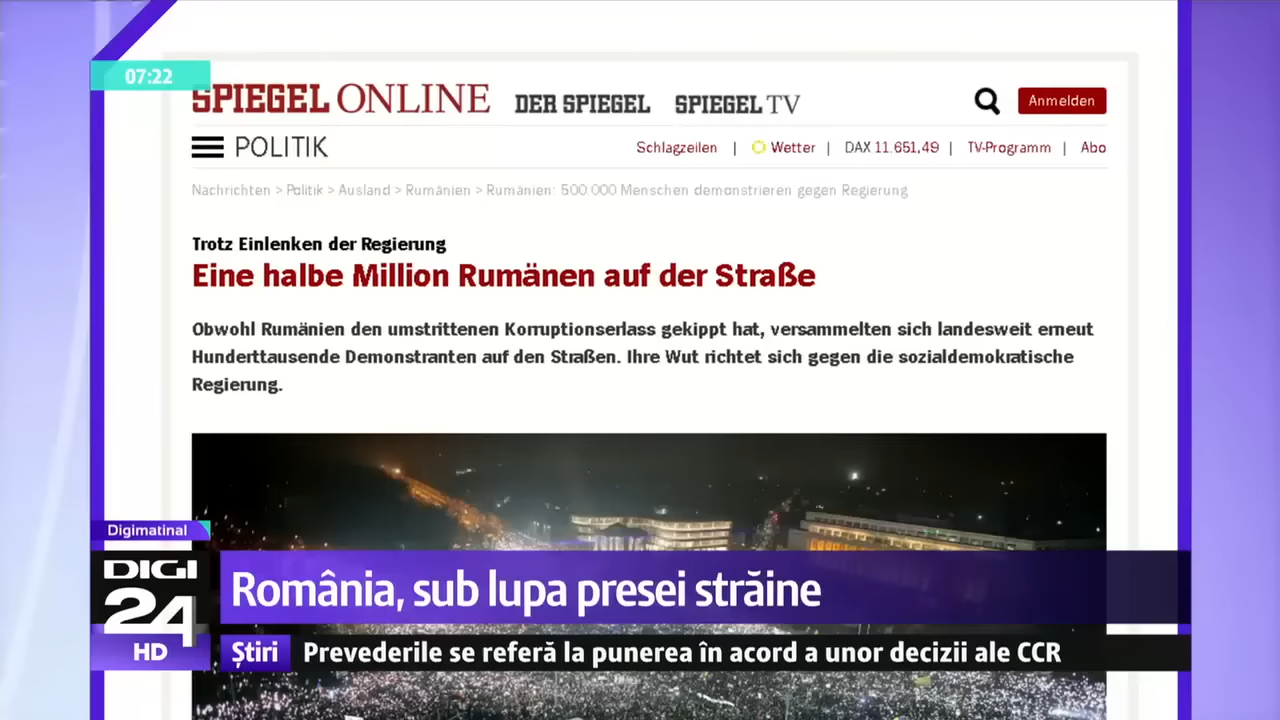 07:22
SPIEGEL ONLINE DER SPIEGEL SPIEGEL TV
Anmelden
POLITIK
Schlagzeilen | Wetter | DAX 11.651,49 | TV-Programm | Abo
Nachrichten > Politik > Ausland > Rumänien > Rumänien: 500.000 Menschen demonstrieren gegen Regierung
Trotz Einlenken der Regierung
Eine halbe Million Rumänen auf der Straße
Obwohl Rumänien den umstrittenen Korruptionserlass gekippt hat, versammelten sich landesweit erneut
Hunderttausende Demonstranten auf den Straßen. Ihre Wut richtet sich gegen die sozialdemokratische
Regierung.
Digimatinal
DIGI
24
HD
România, sub lupa presei străine
Știri Prevederile se referă la punerea în acord a unor decizii ale CCR